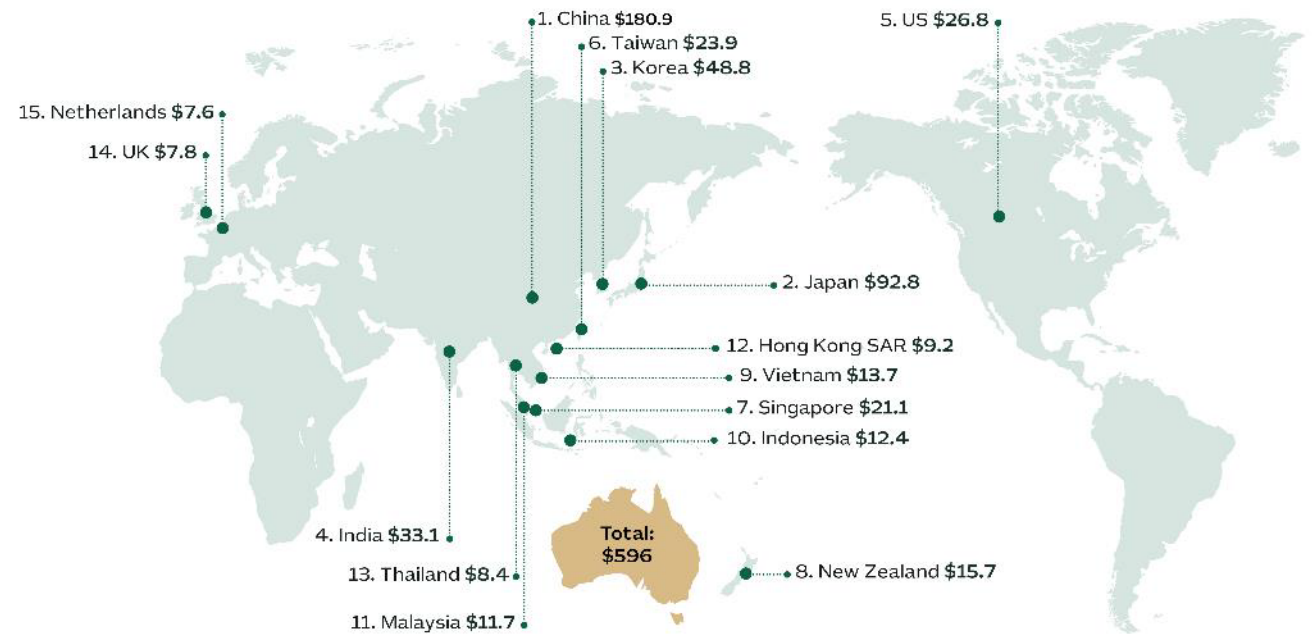 1. China $180.9
5. US $26.8
6. Taiwan $23.9
3. Korea $48.8
15. Netherlands $7.6
14. UK $7.8
2. Japan $92.8
12. Hong Kong SAR $9.2
9. Vietnam $13.7
7. Singapore $21.1
10. Indonesia $12.4
Total:
$596
4. India $33.1
13. Thailand $8.4
8. New Zealand $15.7
11. Malaysia $11.7